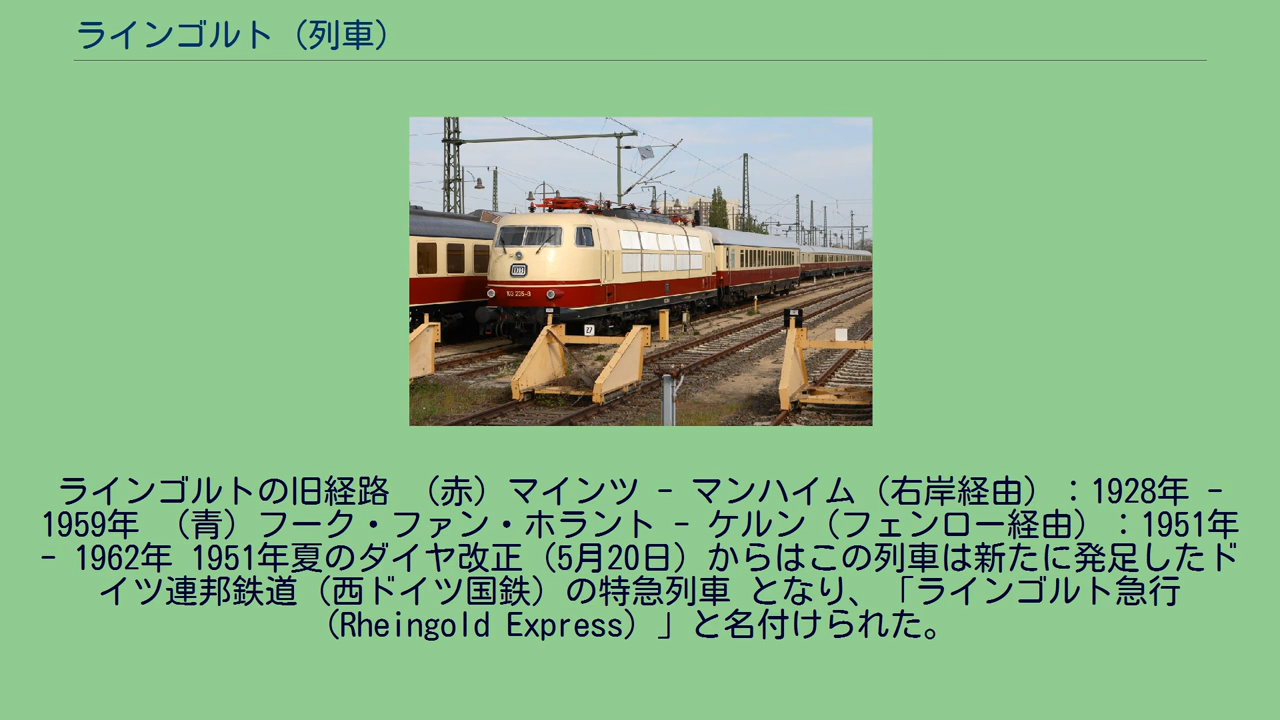 ラインゴルト（列車）
DB
103 235-8
27
ラインゴルトの旧経路 （赤）マインツ - マンハイム（右岸経由）：1928年 -
1959年 （青）フーク・ファン・ホラント - ケルン（フェンロー経由）：1951年
- 1962年 1951年夏のダイヤ改正（5月20日）からはこの列車は新たに発足したド
イツ連邦鉄道（西ドイツ国鉄）の特急列車 となり、「ラインゴルト急行
（Rheingold Express）」と名付けられた。